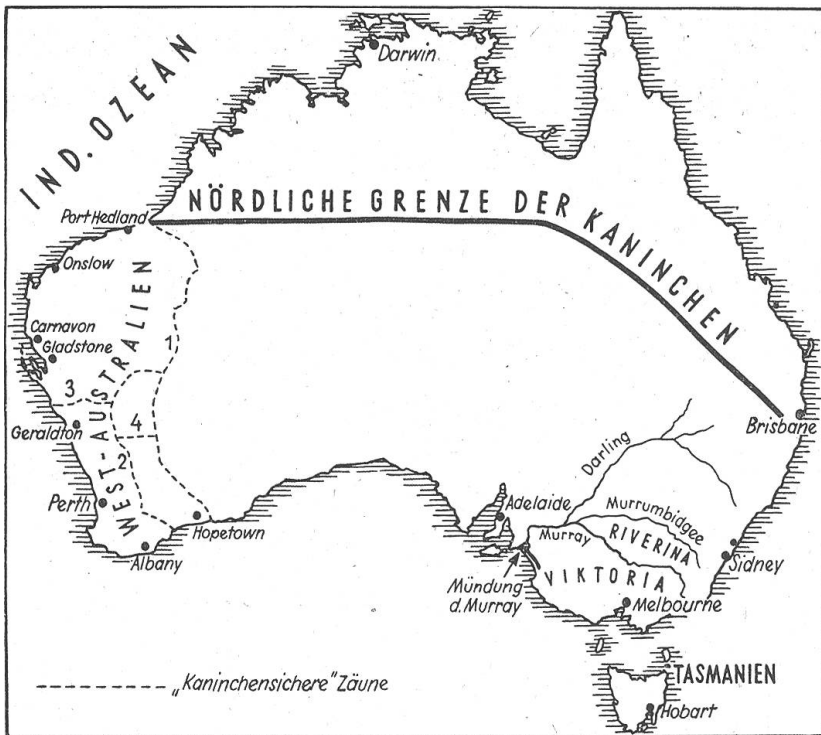 Darwin
IND. OZEAN
NÖRDLICHE GRENZE DER KANINCHEN
Port Hedland
Onslow
WEST-AUSTRALIEN
Carnavon
Gladstone
1
3
4
Geraldton
2
Brisbane
Darling
Perth
Hopetown
Albany
Adelaide
Murrumbidgee
Murray
RIVERINA
Sidney
VIKTORIA
Mündung
d. Murray
Melbourne
TASMANIEN
Hobart
„Kaninchensichere" Zäune